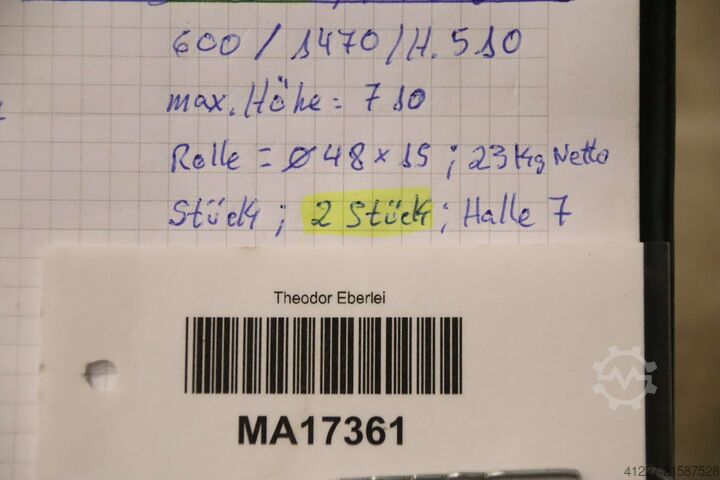 600 / 1470 / H. 510
max. Höhe = 710
Rolle = ø 48 x 15 ; 23 Kg Netto
Stück ; 2 Stück ; Halle 7
Theodor Eberlei
MA17361